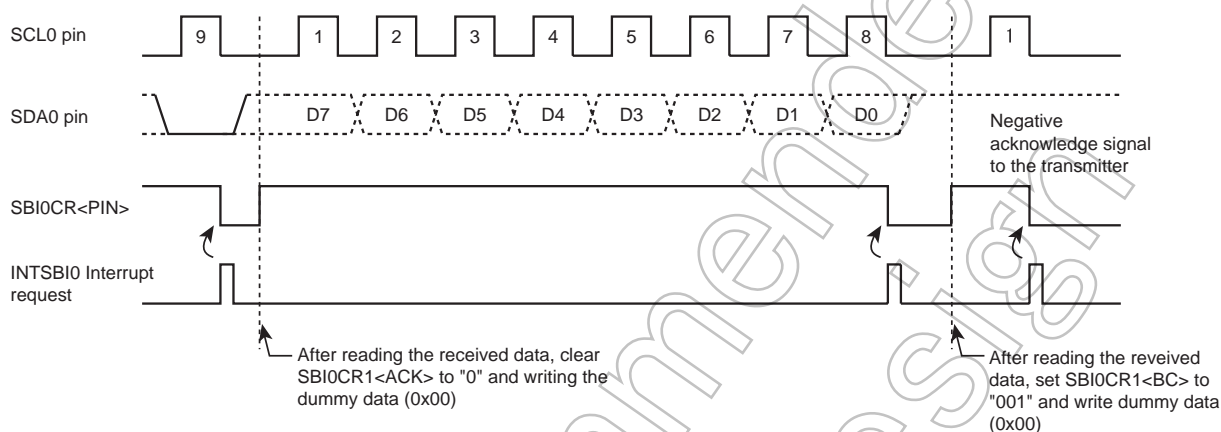 SCL0 pin
9 1 2 3 4 5 6 7 8 1
SDA0 pin
D7 D6 D5 D4 D3 D2 D1 D0
Negative
acknowledge signal
to the transmitter
SBI0CR<PIN>
INTSBI0 Interrupt
request
After reading the received data, clear
SBI0CR1<ACK> to "0" and writing the
dummy data (0x00)
After reading the reveived
data, set SBI0CR1<BC> to
"001" and write dummy data
(0x00)